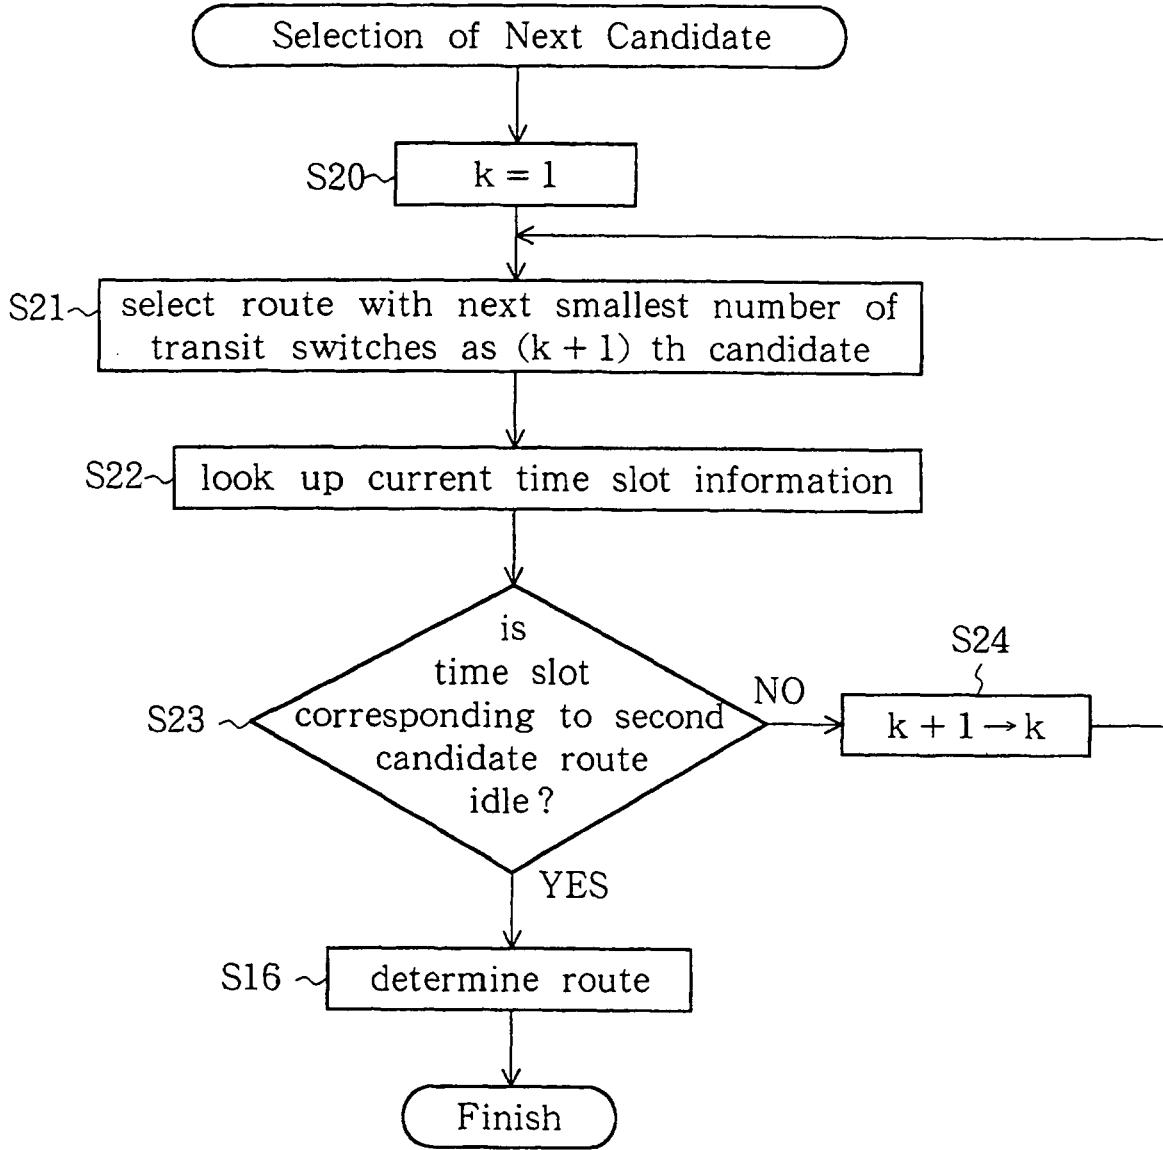 Selection of Next Candidate
S20
k = 1
S21
select route with next smallest number of
transit switches as (k + 1) th candidate
S22
look up current time slot information
is
time slot
corresponding to second
candidate route
idle?
S23
NO
S24
k + 1 → k
YES
S16
determine route
Finish